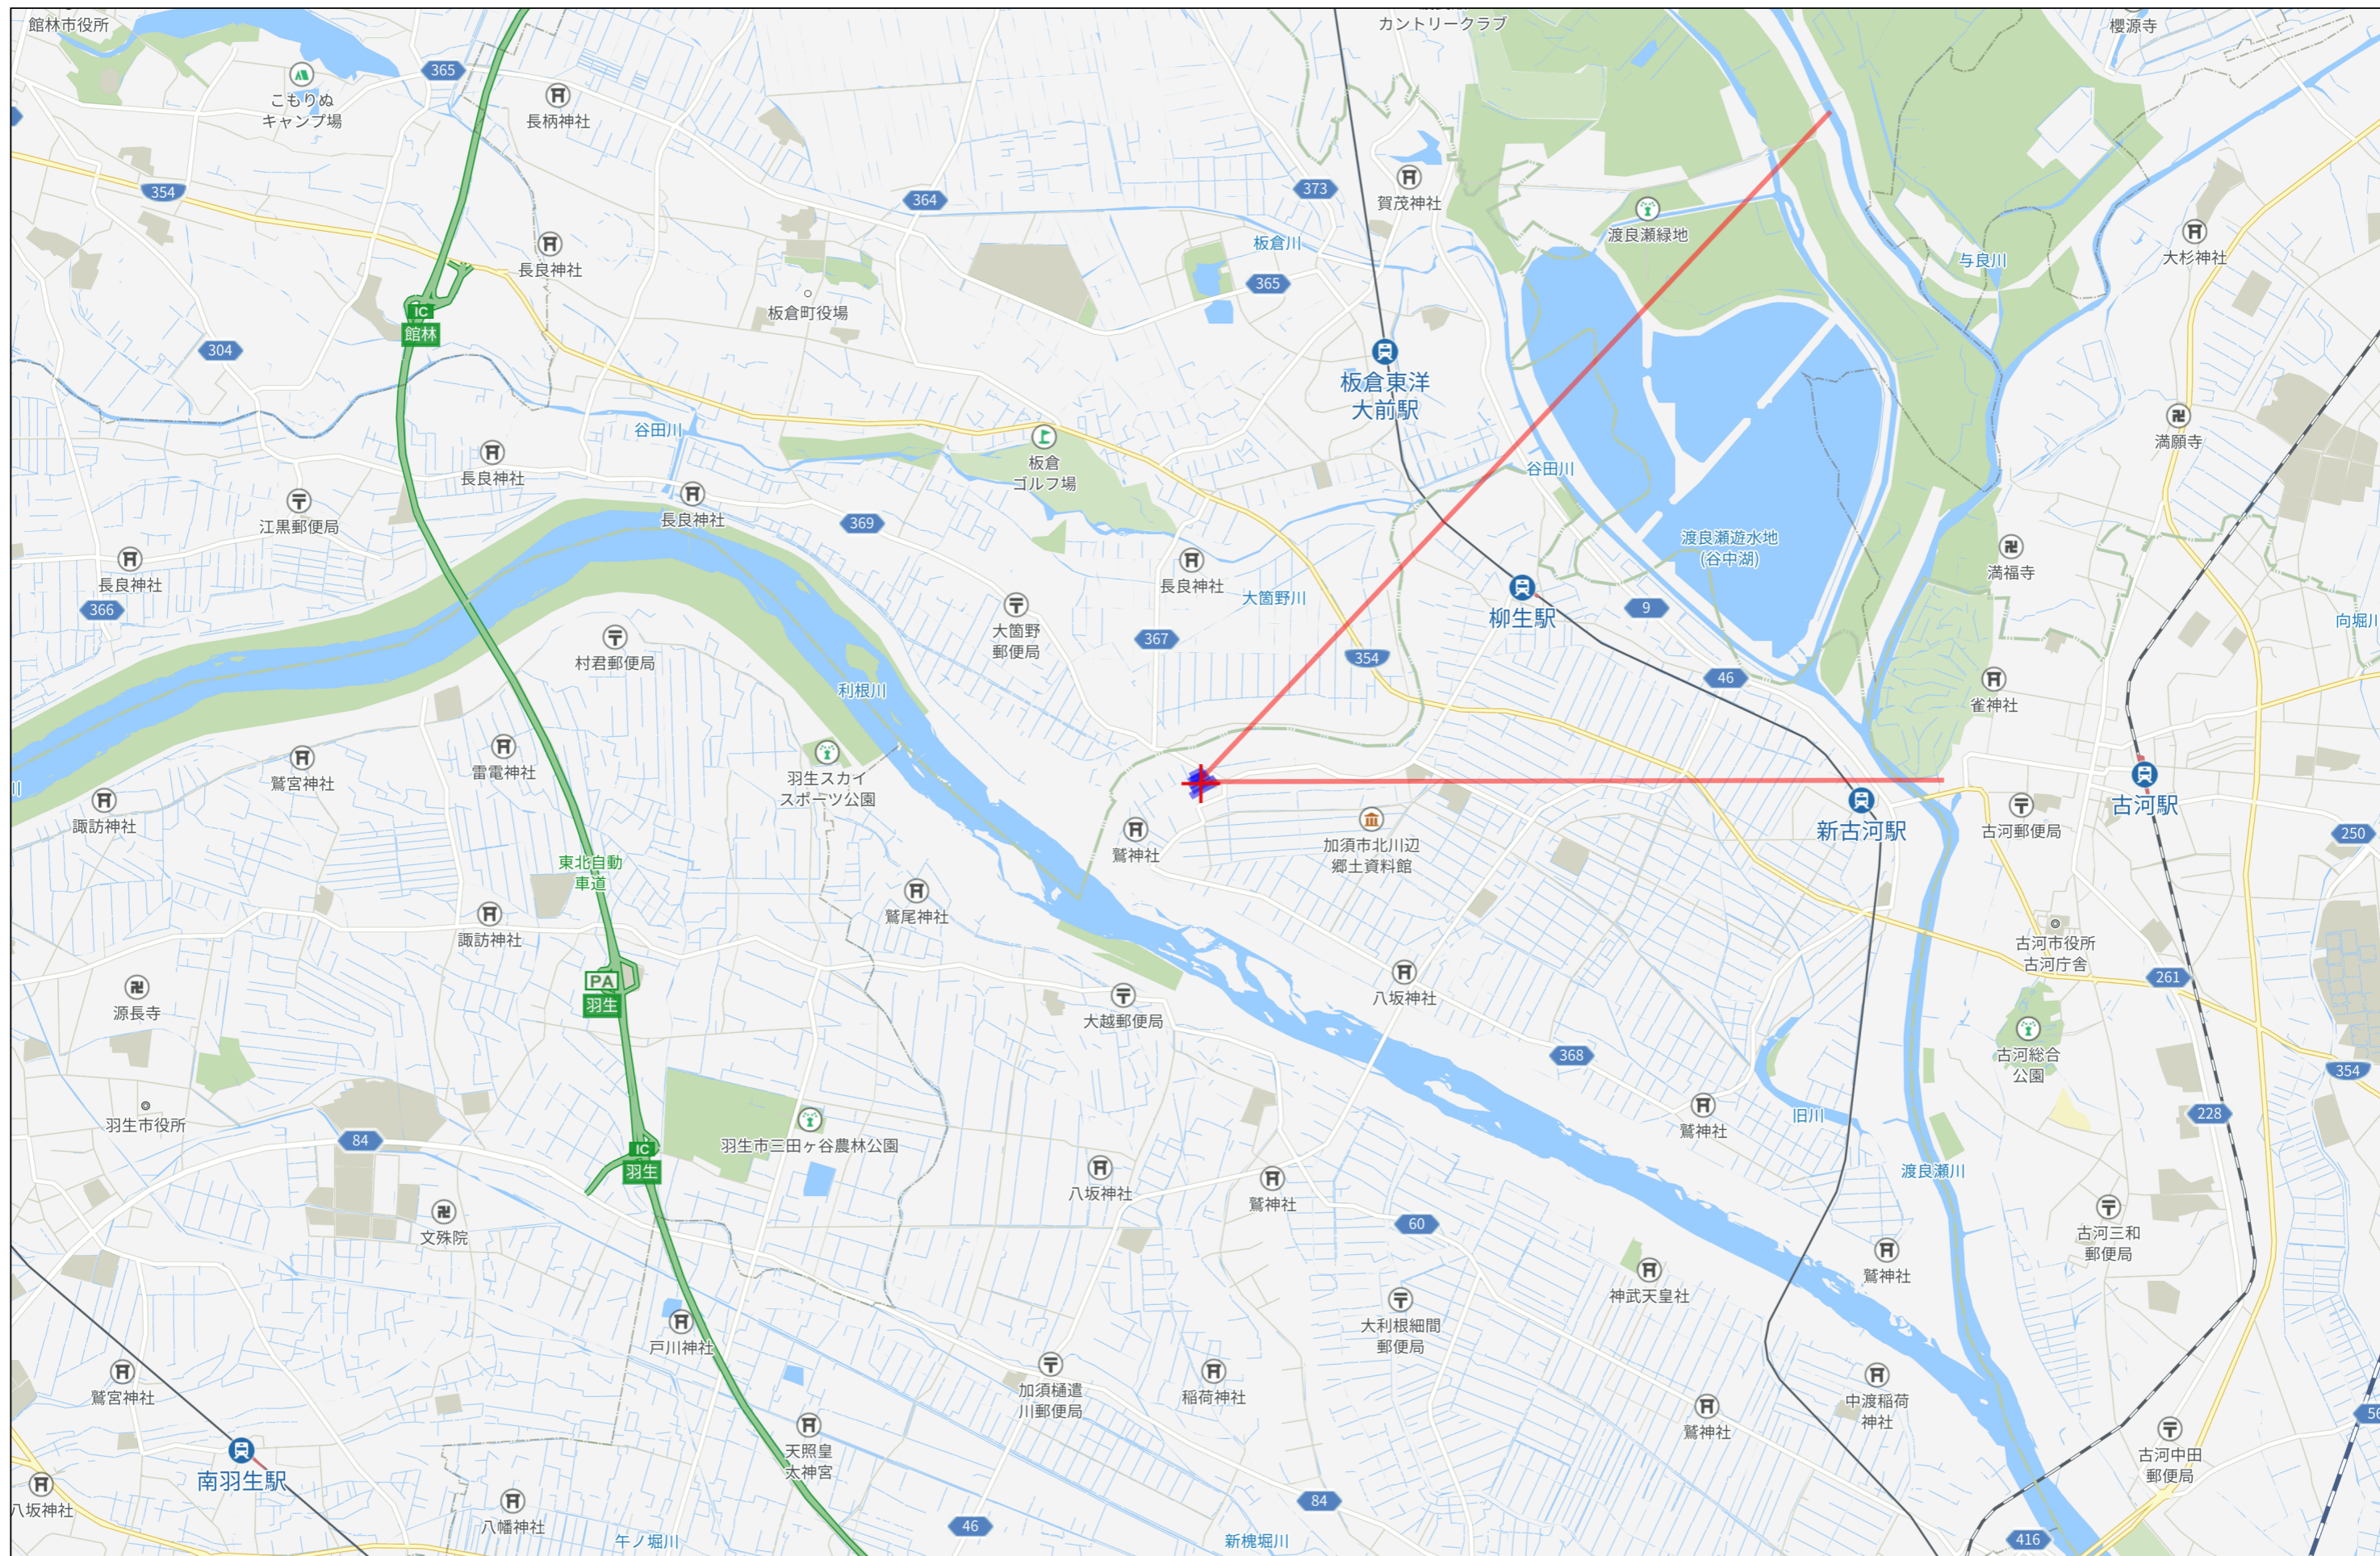 館林市役所
カントリークラブ
櫻源寺
365
こもりぬ
キャンプ場
長柄神社
354
364
373
賀茂神社
渡良瀬緑地
大杉神社
長良神社
板倉川
与良川
365
板倉町役場
IC
館林
304
板倉東洋
大前駅
谷田川
板倉
ゴルフ場
満願寺
長良神社
谷田川
江黒郵便局
長良神社
369
渡良瀬遊水地
(谷中湖)
満福寺
長良神社
長良神社
366
大箇野川
柳生駅
9
大箇野
郵便局
367
354
向堀川
村君郵便局
利根川
46
雀神社
鷲宮神社
雷電神社
羽生スカイ
スポーツ公園
川
諏訪神社
古河駅
新古河駅
古河郵便局
250
鷲神社
加須市北川辺
郷土資料館
東北自動
車道
鷲尾神社
諏訪神社
古河市役所
古河庁舎
261
PA
羽生
源長寺
大越郵便局
八坂神社
368
古河総合
公園
354
羽生市役所
84
羽生市三田ヶ谷農林公園
鷲神社
旧川
228
IC
羽生
渡良瀬川
八坂神社
鷲神社
文殊院
60
古河三和
郵便局
鷲神社
神武天皇社
戸川神社
大利根細間
郵便局
鷲宮神社
加須樋遣
川郵便局
稲荷神社
中渡稲荷
神社
鷲神社
56
天照皇
太神宮
古河中田
郵便局
南羽生駅
八坂神社
八幡神社
84
46
午ノ堀川
新槐堀川
416